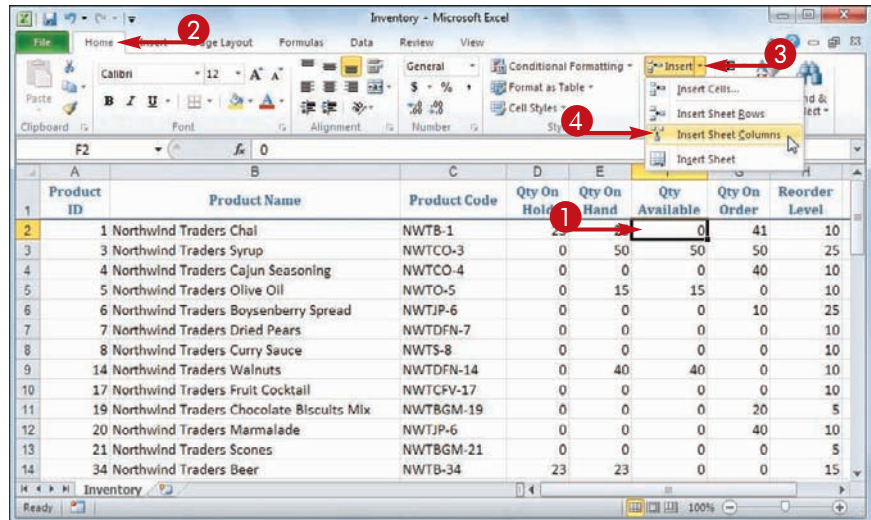 Inventory - Microsoft Excel
2
File Home Page Layout Formulas Data Review View
3
Calibri 12 A A General Conditional Formatting Insert
Paste B I U A $ % , Format as Table Insert Cells...
Cell Styles Insert Sheet Rows
Clipboard Font Alignment Number 4 Insert Sheet Columns
F2 fx 0 Insert Sheet
A B C D E G H
1 Product ID Product Name Product Code Qty On Hold Qty On Hand Qty Available Qty On Order Reorder Level
1
2 1 Northwind Traders Chai NWTB-1 0 41 10
3 3 Northwind Traders Syrup NWTCO-3 0 50 50 50 25
4 4 Northwind Traders Cajun Seasoning NWTCO-4 0 0 0 40 10
5 5 Northwind Traders Olive Oil NWTO-5 0 15 15 0 10
6 6 Northwind Traders Boysenberry Spread NWTJP-6 0 0 0 10 25
7 7 Northwind Traders Dried Pears NWTDFN-7 0 0 0 0 10
8 8 Northwind Traders Curry Sauce NWTS-8 0 0 0 0 10
9 14 Northwind Traders Walnuts NWTDFN-14 0 40 40 0 10
10 17 Northwind Traders Fruit Cocktail NWTCFV-17 0 0 0 0 10
11 19 Northwind Traders Chocolate Biscuits Mix NWTBGM-19 0 0 0 20 5
12 20 Northwind Traders Marmalade NWTJP-6 0 0 0 40 10
13 21 Northwind Traders Scones NWTBGM-21 0 0 0 0 5
14 34 Northwind Traders Beer NWTB-34 23 23 0 0 15
Inventory
Ready 100%